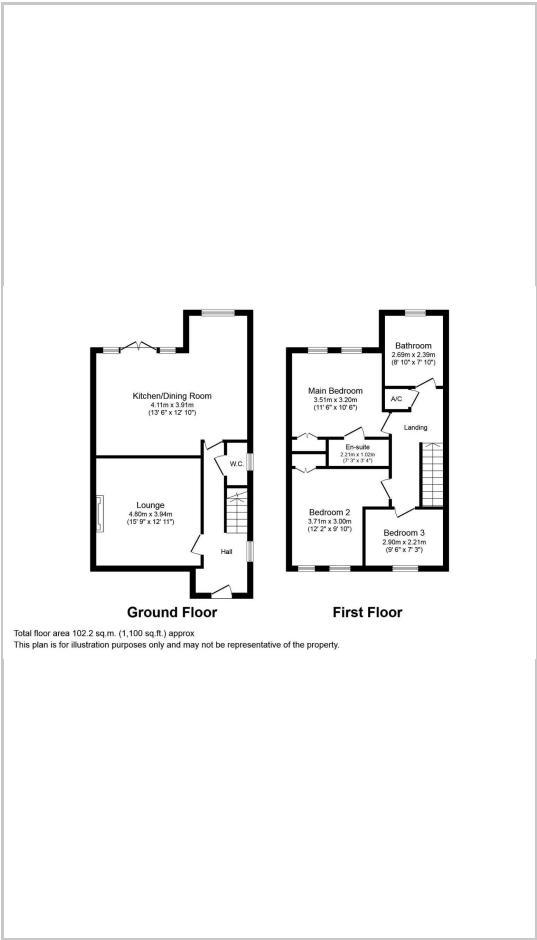 Kitchen/Dining Room
4.11m x 3.91m
(13' 6" x 12' 10")
W.C.
Lounge
4.80m x 3.94m
(15' 9" x 12' 11")
Hall
Ground Floor
Bathroom
2.69m x 2.39m
(8' 10" x 7' 10")
Main Bedroom
3.51m x 3.20m
(11' 6" x 10' 6")
A/C
Landing
En-suite
2.21m x 1.02m
(7' 3" x 3' 4")
Bedroom 2
3.71m x 3.00m
(12' 2" x 9' 10")
Bedroom 3
2.90m x 2.21m
(9' 6" x 7' 3")
First Floor
Total floor area 102.2 sq.m. (1,100 sq.ft.) approx
This plan is for illustration purposes only and may not be representative of the property.